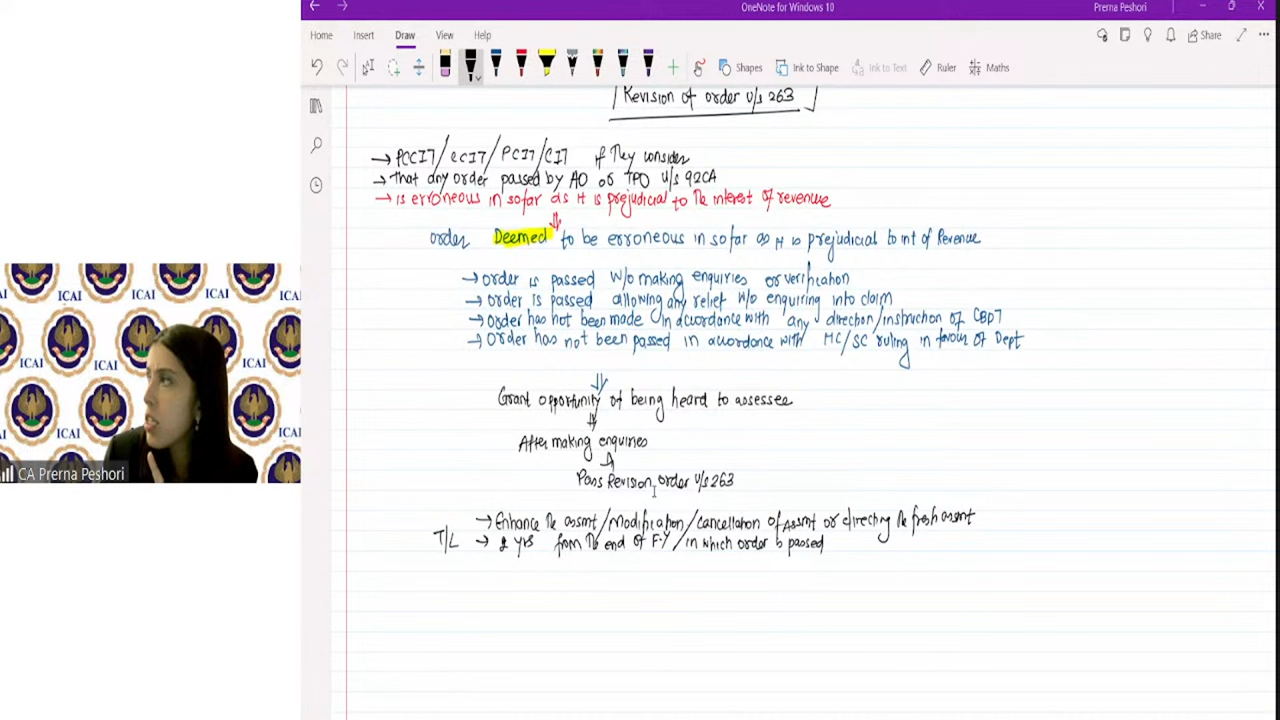 OneNote for Windows 10
Prerna Peshori
Home Insert Draw View Help
Share
Shapes
Ink to Shape
Ink to Text
Ruler
Maths
Revision of order u/s 263
→ PCCIT/CCIT/PCIT/CIT if They consider
→ that any order passed by AO or TPO u/s 92CA
→ is erroneous in sofar as it is prejudicial to the interest of revenue
order Deemed to be erroneous in so far as it is prejudicial to int of Revenue
→ order is passed w/o making enquiries or verification
→ order is passed allowing any relief w/o enquiring into claim
→ Order has not been made in accordance with any direction/instruction of CBDT
→ Order has not been passed in accordance with HC/SC ruling in favour of Dept
Grant opportunity of being heard to assessee
After making enquiries
Pass Revision order u/s 263
→ Enhance the assmt/Modification/Cancellation of Assmt or directing the fresh assmt
T/L → 2 yrs from the end of F.Y/in which order is passed
ICAI ICAI ICAI
ICAI ICAI
ICAI ICAI
ICAI
CA Prerna Peshori